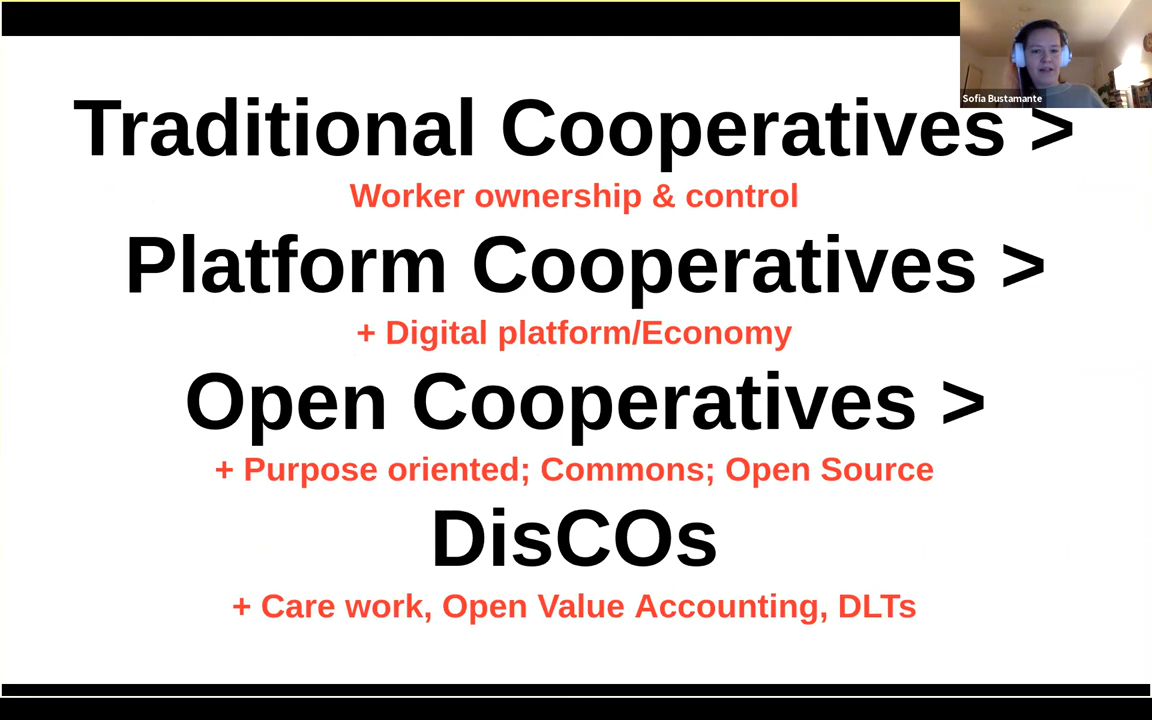 Sofia Bustamante
Traditional Cooperatives >
Worker ownership & control
Platform Cooperatives >
+ Digital platform/Economy
Open Cooperatives >
+ Purpose oriented; Commons; Open Source
DisCOs
+ Care work, Open Value Accounting, DLTs